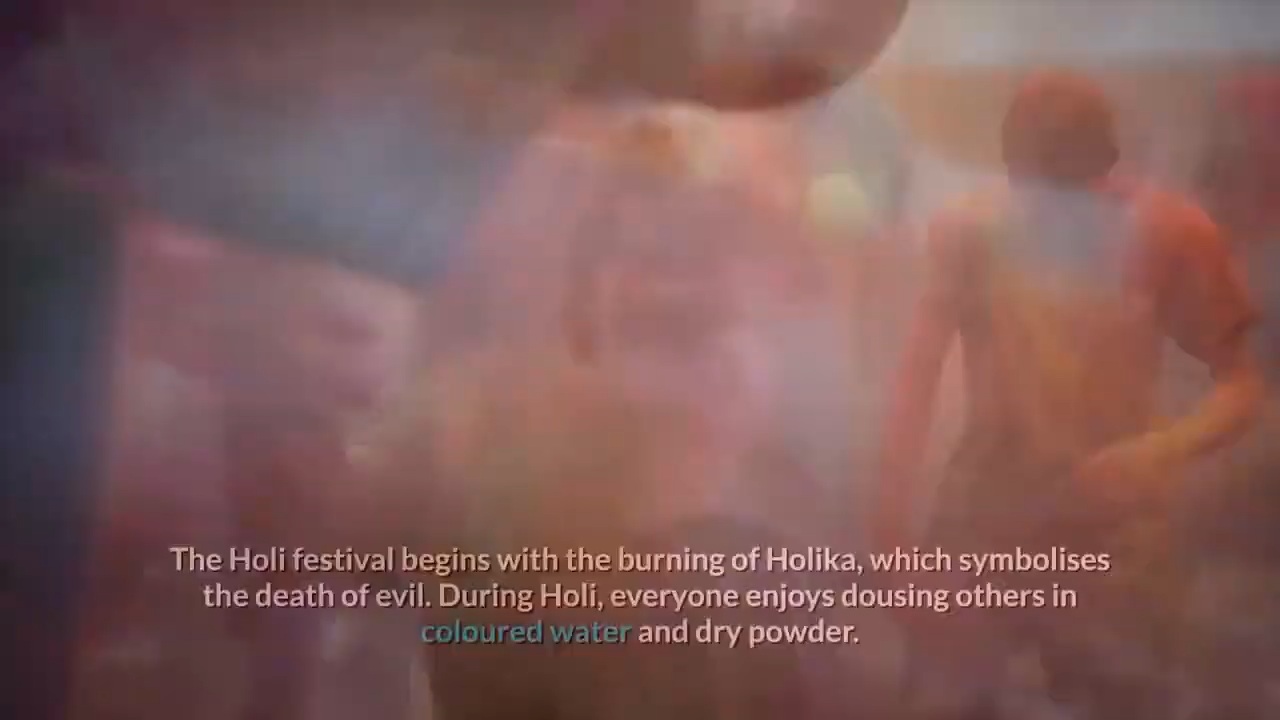 The Holi festival begins with the burning of Holika, which symbolises
the death of evil. During Holi, everyone enjoys dousing others in
coloured water and dry powder.